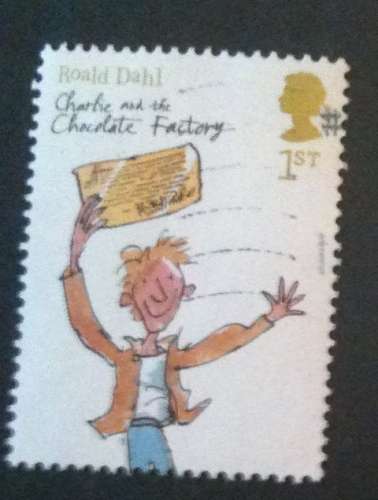 Roald Dahl
Charlie and the
Chocolate Factory
1ST